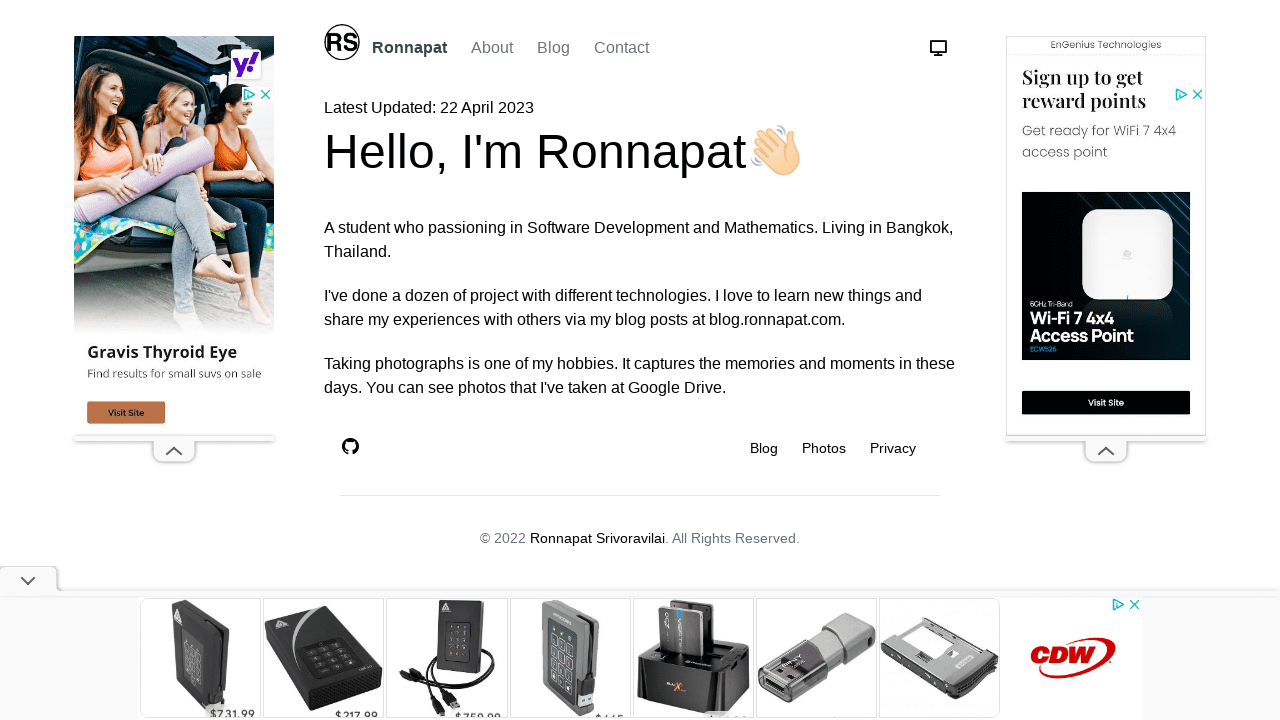 RS Ronnapat About Blog Contact
Latest Updated: 22 April 2023
Hello, I'm Ronnapat👋🏻
A student who passioning in Software Development and Mathematics. Living in Bangkok,
Thailand.
I've done a dozen of project with different technologies. I love to learn new things and
share my experiences with others via my blog posts at blog.ronnapat.com.
Taking photographs is one of my hobbies. It captures the memories and moments in these
days. You can see photos that I've taken at Google Drive.
Blog Photos Privacy
© 2022 Ronnapat Srivoravilai. All Rights Reserved.
Gravis Thyroid Eye
Find results for small suvs on sale
Visit Site
EnGenius Technologies
Sign up to get
reward points
Get ready for WiFi 7 4x4
access point
6GHz Tri-Band
Wi-Fi 7 4x4
Access Point
ECW526
Visit Site
$731.99
$217.99
$759.99
CDW